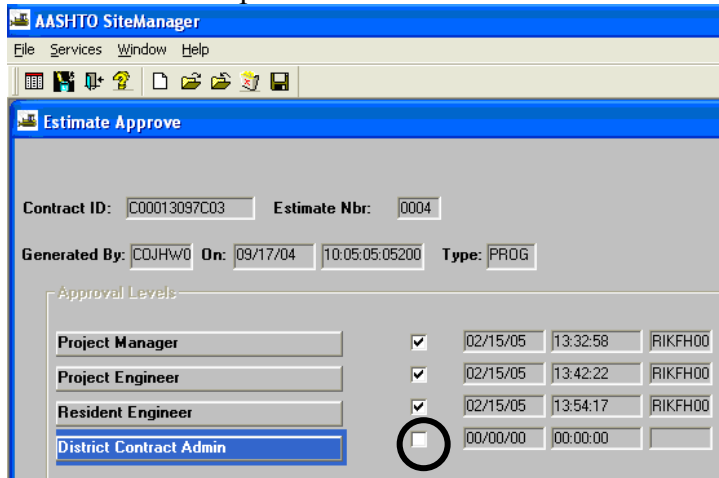 AASHTO SiteManager
File Services Window Help
Estimate Approve
Contract ID: C00013097C03 Estimate Nbr: 0004
Generated By: COJHW0 On: 09/17/04 10:05:05:05200 Type: PROG
Approval Levels
Project Manager 02/15/05 13:32:58 RIKFH00
Project Engineer 02/15/05 13:42:22 RIKFH00
Resident Engineer 02/15/05 13:54:17 RIKFH00
District Contract Admin 00/00/00 00:00:00